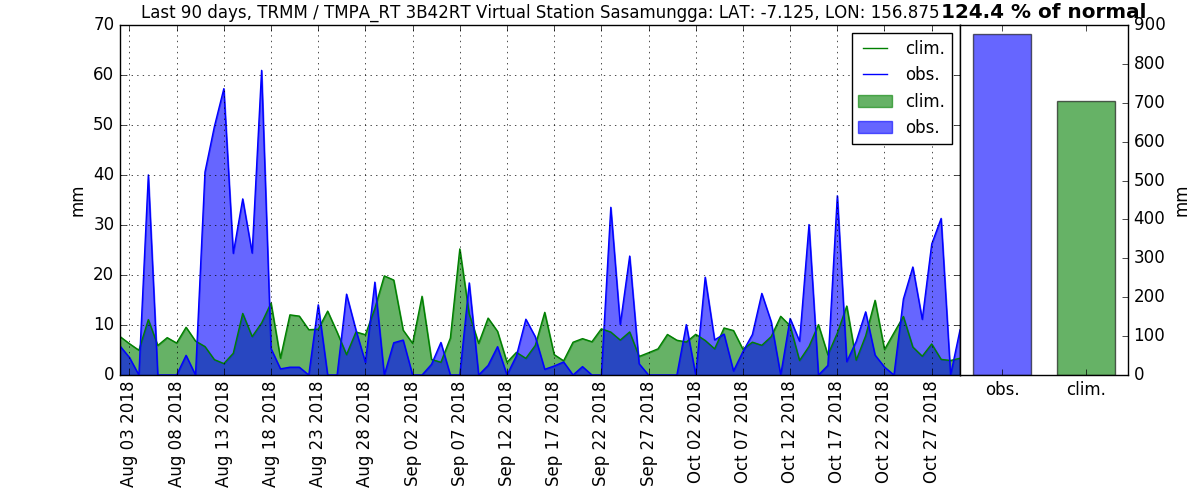 Last 90 days, TRMM / TMPA_RT 3B42RT Virtual Station Sasamungga: LAT: -7.125, LON: 156.875
124.4 % of normal
70
60
50
40
30
20
10
0
mm
clim.
obs.
clim.
obs.
900
800
700
600
500
400
300
200
100
0
mm
Aug 03 2018
Aug 08 2018
Aug 13 2018
Aug 18 2018
Aug 23 2018
Aug 28 2018
Sep 02 2018
Sep 07 2018
Sep 12 2018
Sep 17 2018
Sep 22 2018
Sep 27 2018
Oct 02 2018
Oct 07 2018
Oct 12 2018
Oct 17 2018
Oct 22 2018
Oct 27 2018
obs.
clim.